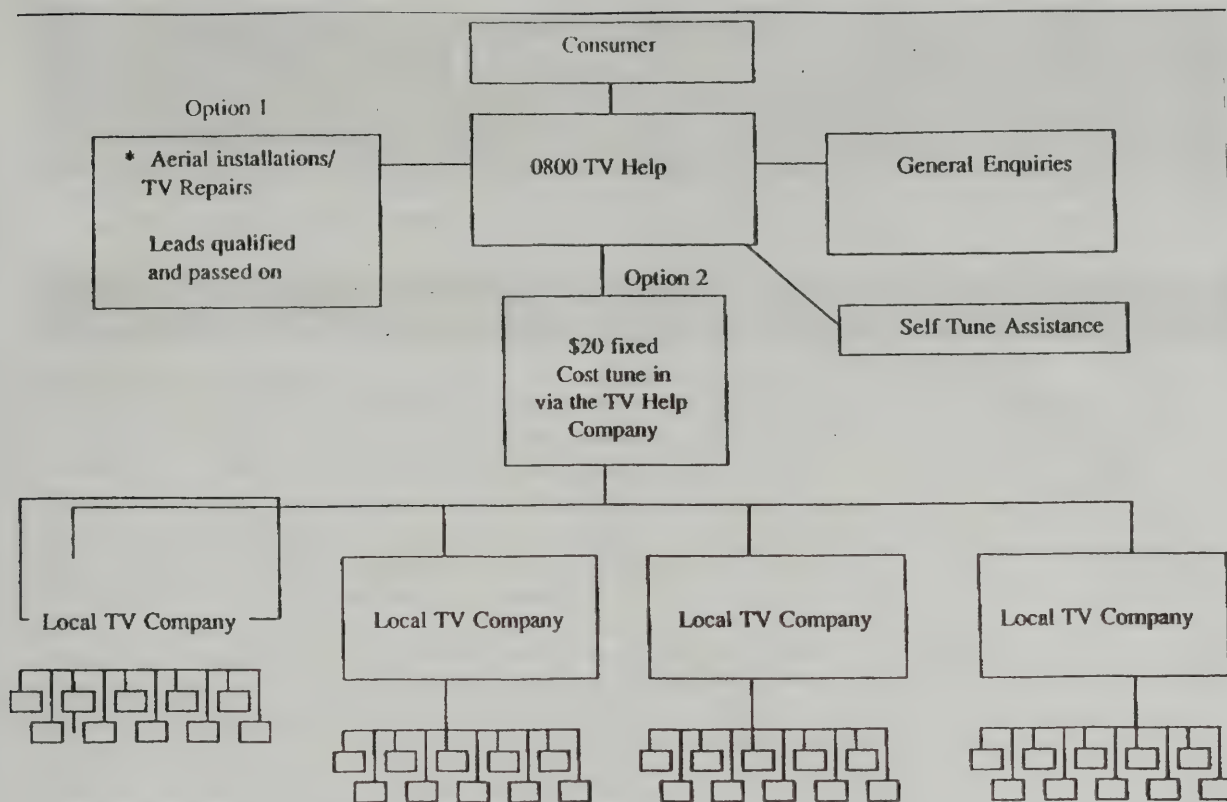 Consumer
Option 1
* Aerial installations/
TV Repairs
Leads qualified
and passed on
0800 TV Help
General Enquiries
Option 2
Self Tune Assistance
$20 fixed
Cost tune in
via the TV Help
Company
Local TV Company
Local TV Company
Local TV Company
Local TV Company